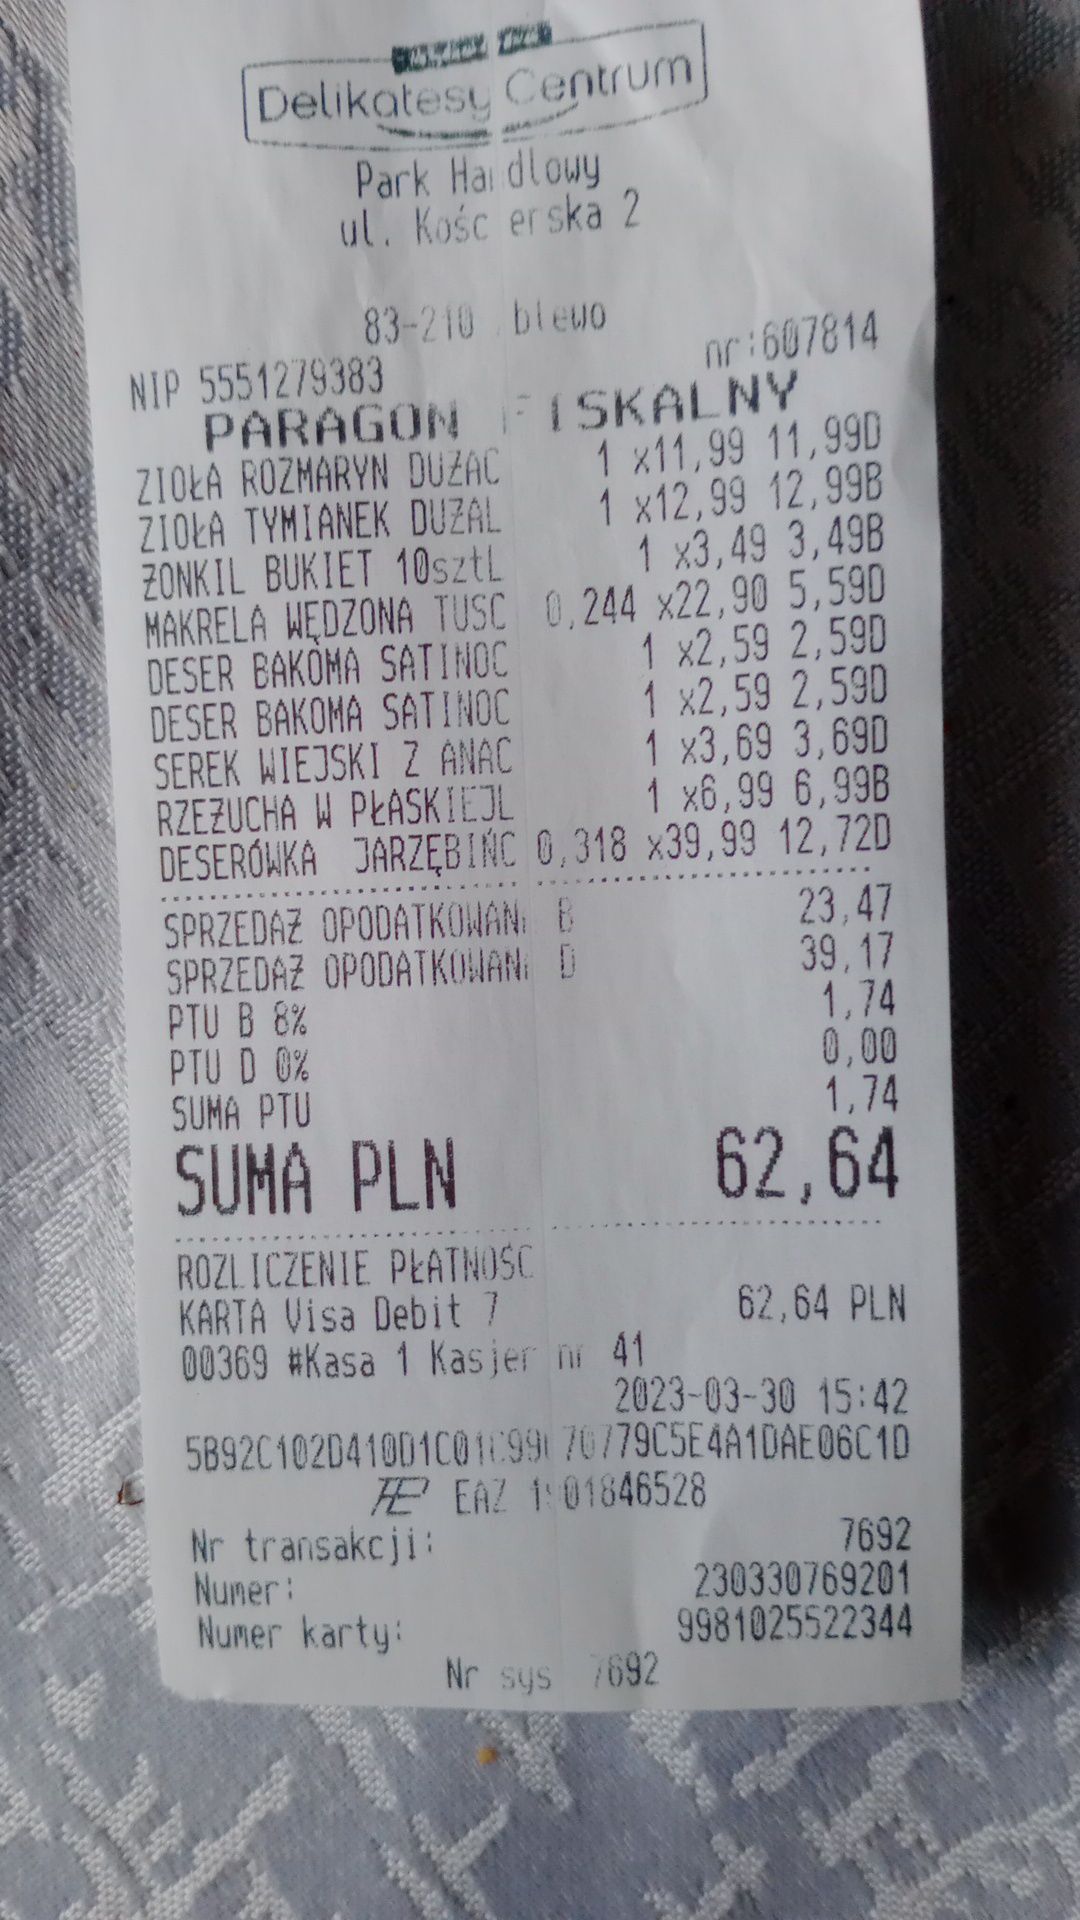 Delikatesy Centrum
Park Handlowy
ul. Kościerska 2
83-210
NIP 5551279383 nr:607814
PARAGON FISKALNY
ZIOŁA ROZMARYN DUŻAC 1 x11,99 11,99D
ZIOŁA TYMIANEK DUŻAL 1 x12,99 12,99B
ŻONKIL BUKIET 10sztL 1 x3,49 3,49B
MAKRELA WĘDZONA TUSC 0,244 x22,90 5,59D
DESER BAKOMA SATINOC 1 x2,59 2,59D
DESER BAKOMA SATINOC 1 x2,59 2,59D
SEREK WIEJSKI Z ANAC 1 x3,69 3,69D
RZEŻUCHA W PŁASKIEJL 1 x6,99 6,99B
DESERÓWKA JARZĘBIŃC 0,318 x39,99 12,72D
SPRZEDAŻ OPODATKOWANA B 23,47
SPRZEDAŻ OPODATKOWANA D 39,17
PTU B 8% 1,74
PTU D 0% 0,00
SUMA PTU 1,74
SUMA PLN 62,64
ROZLICZENIE PŁATNOŚC
KARTA Visa Debit 7 62,64 PLN
00369 #Kasa 1 Kasjer nr 41
2023-03-30 15:42
EAZ
Nr transakcji: 7692
Numer: 230330769201
Numer karty: 9981025522344
Nr sys 7692